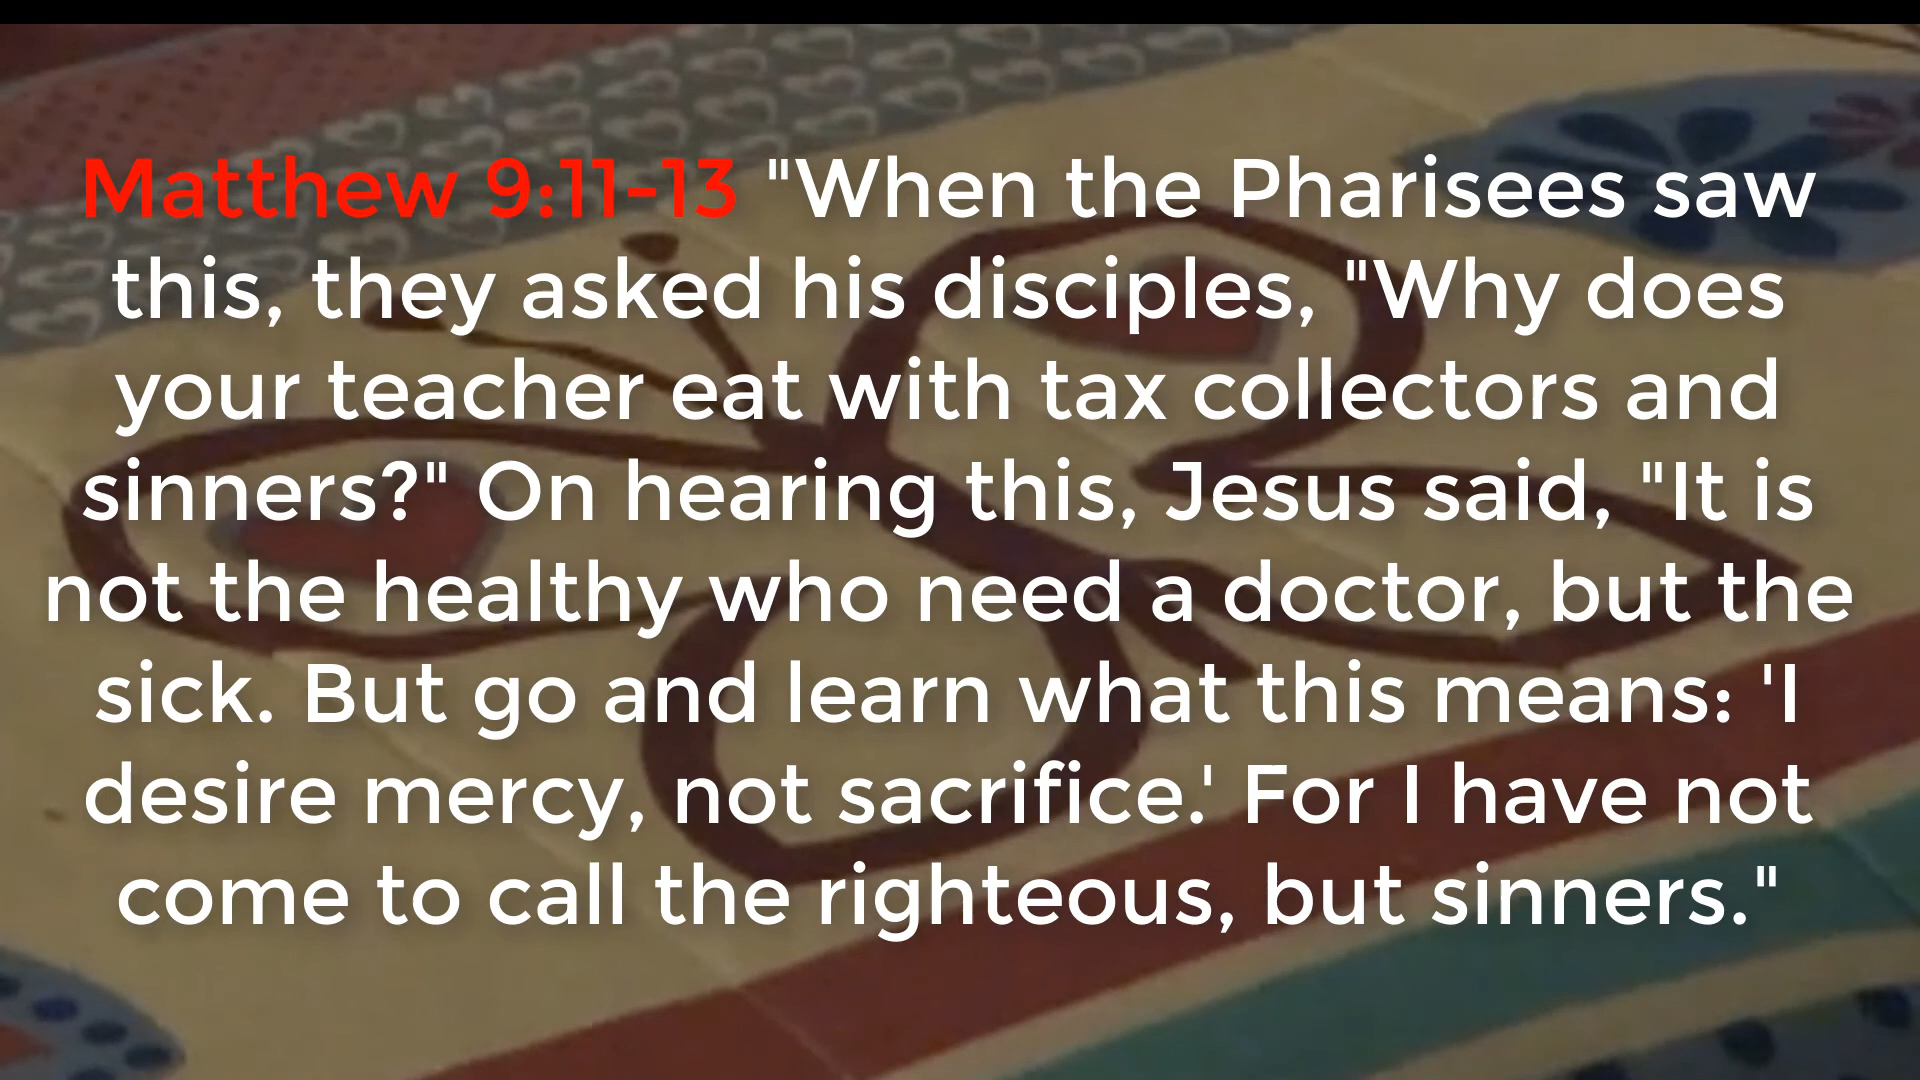 Matthew 9:11-13 "When the Pharisees saw
this, they asked his disciples, "Why does
your teacher eat with tax collectors and
sinners?" On hearing this, Jesus said, "It is
not the healthy who need a doctor, but the
sick. But go and learn what this means: 'I
desire mercy, not sacrifice.' For I have not
come to call the righteous, but sinners."